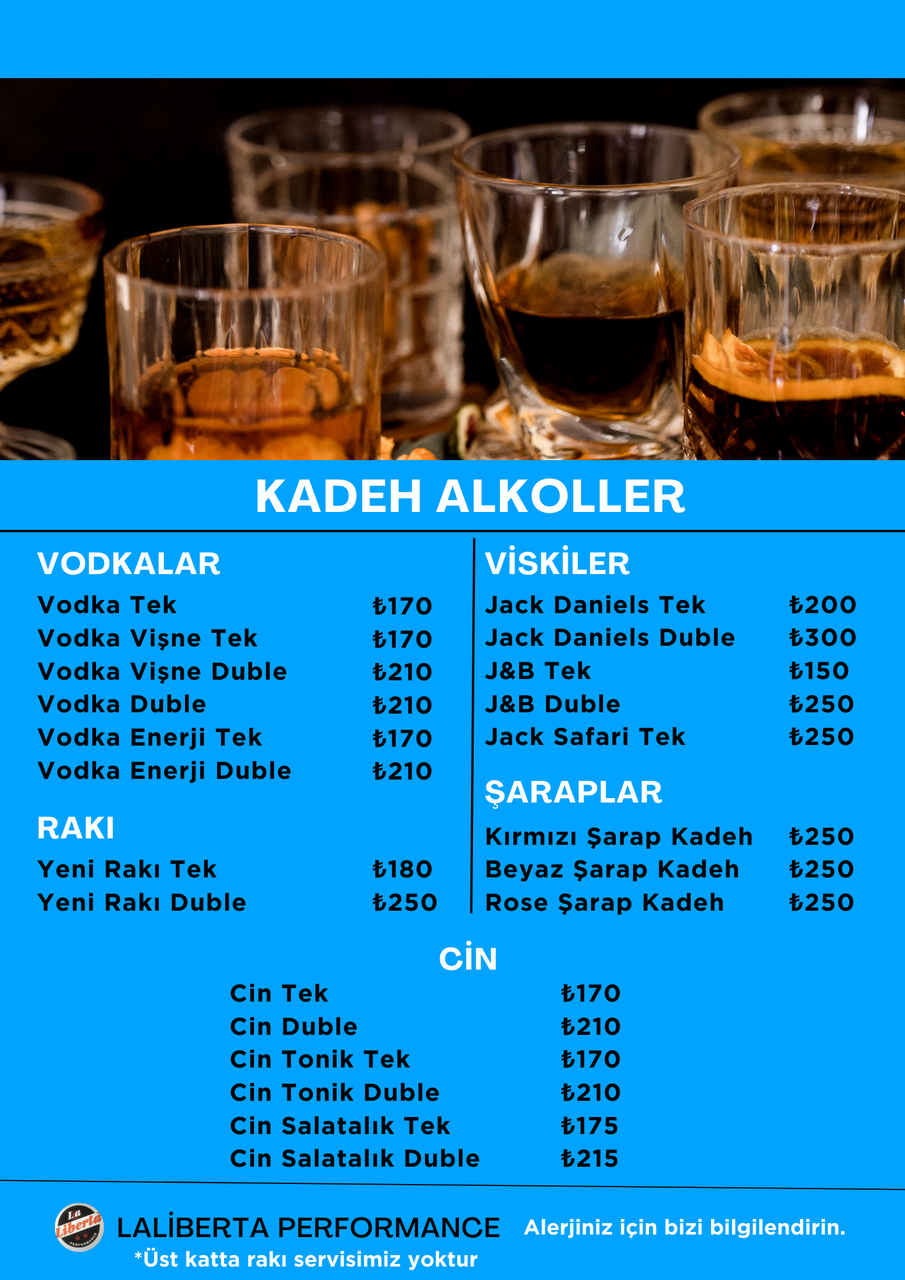 KADEH ALKOLLER
VODKALAR
Vodka Tek ₺170
Vodka Vişne Tek ₺170
Vodka Vişne Duble ₺210
Vodka Duble ₺210
Vodka Enerji Tek ₺170
Vodka Enerji Duble ₺210
RAKI
Yeni Rakı Tek ₺180
Yeni Rakı Duble ₺250
VİSKİLER
Jack Daniels Tek ₺200
Jack Daniels Duble ₺300
J&B Tek ₺150
J&B Duble ₺250
Jack Safari Tek ₺250
ŞARAPLAR
Kırmızı Şarap Kadeh ₺250
Beyaz Şarap Kadeh ₺250
Rose Şarap Kadeh ₺250
CİN
Cin Tek ₺170
Cin Duble ₺210
Cin Tonik Tek ₺170
Cin Tonik Duble ₺210
Cin Salatalık Tek ₺175
Cin Salatalık Duble ₺215
La
Liberta
PERFORMANCE
LALİBERTA PERFORMANCE
Alerjiniz için bizi bilgilendirin.
*Üst katta rakı servisimiz yoktur